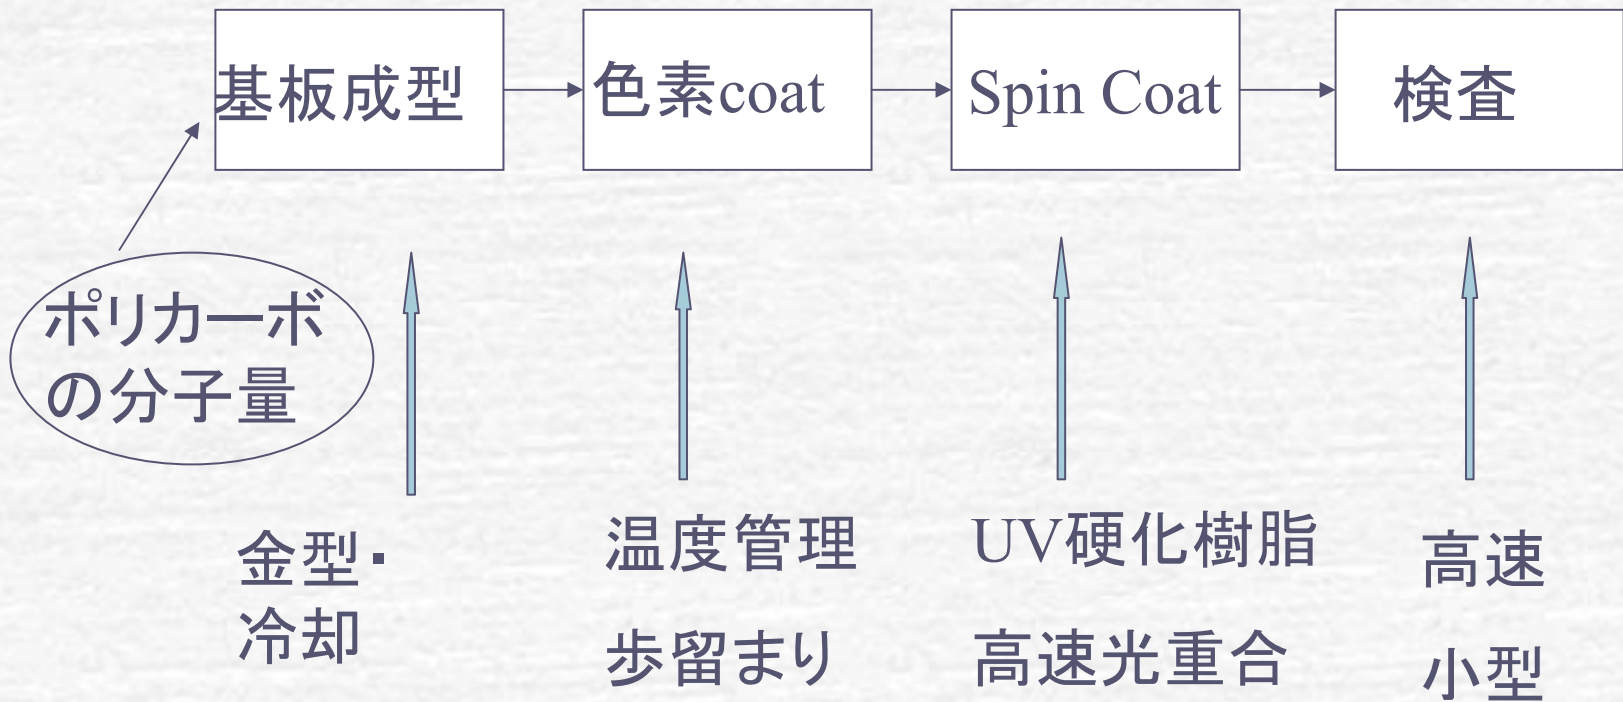 基板成型
色素coat
Spin Coat
検査
ポリカーボ
の分子量
金型・
冷却
温度管理
歩留まり
UV硬化樹脂
高速光重合
高速
小型